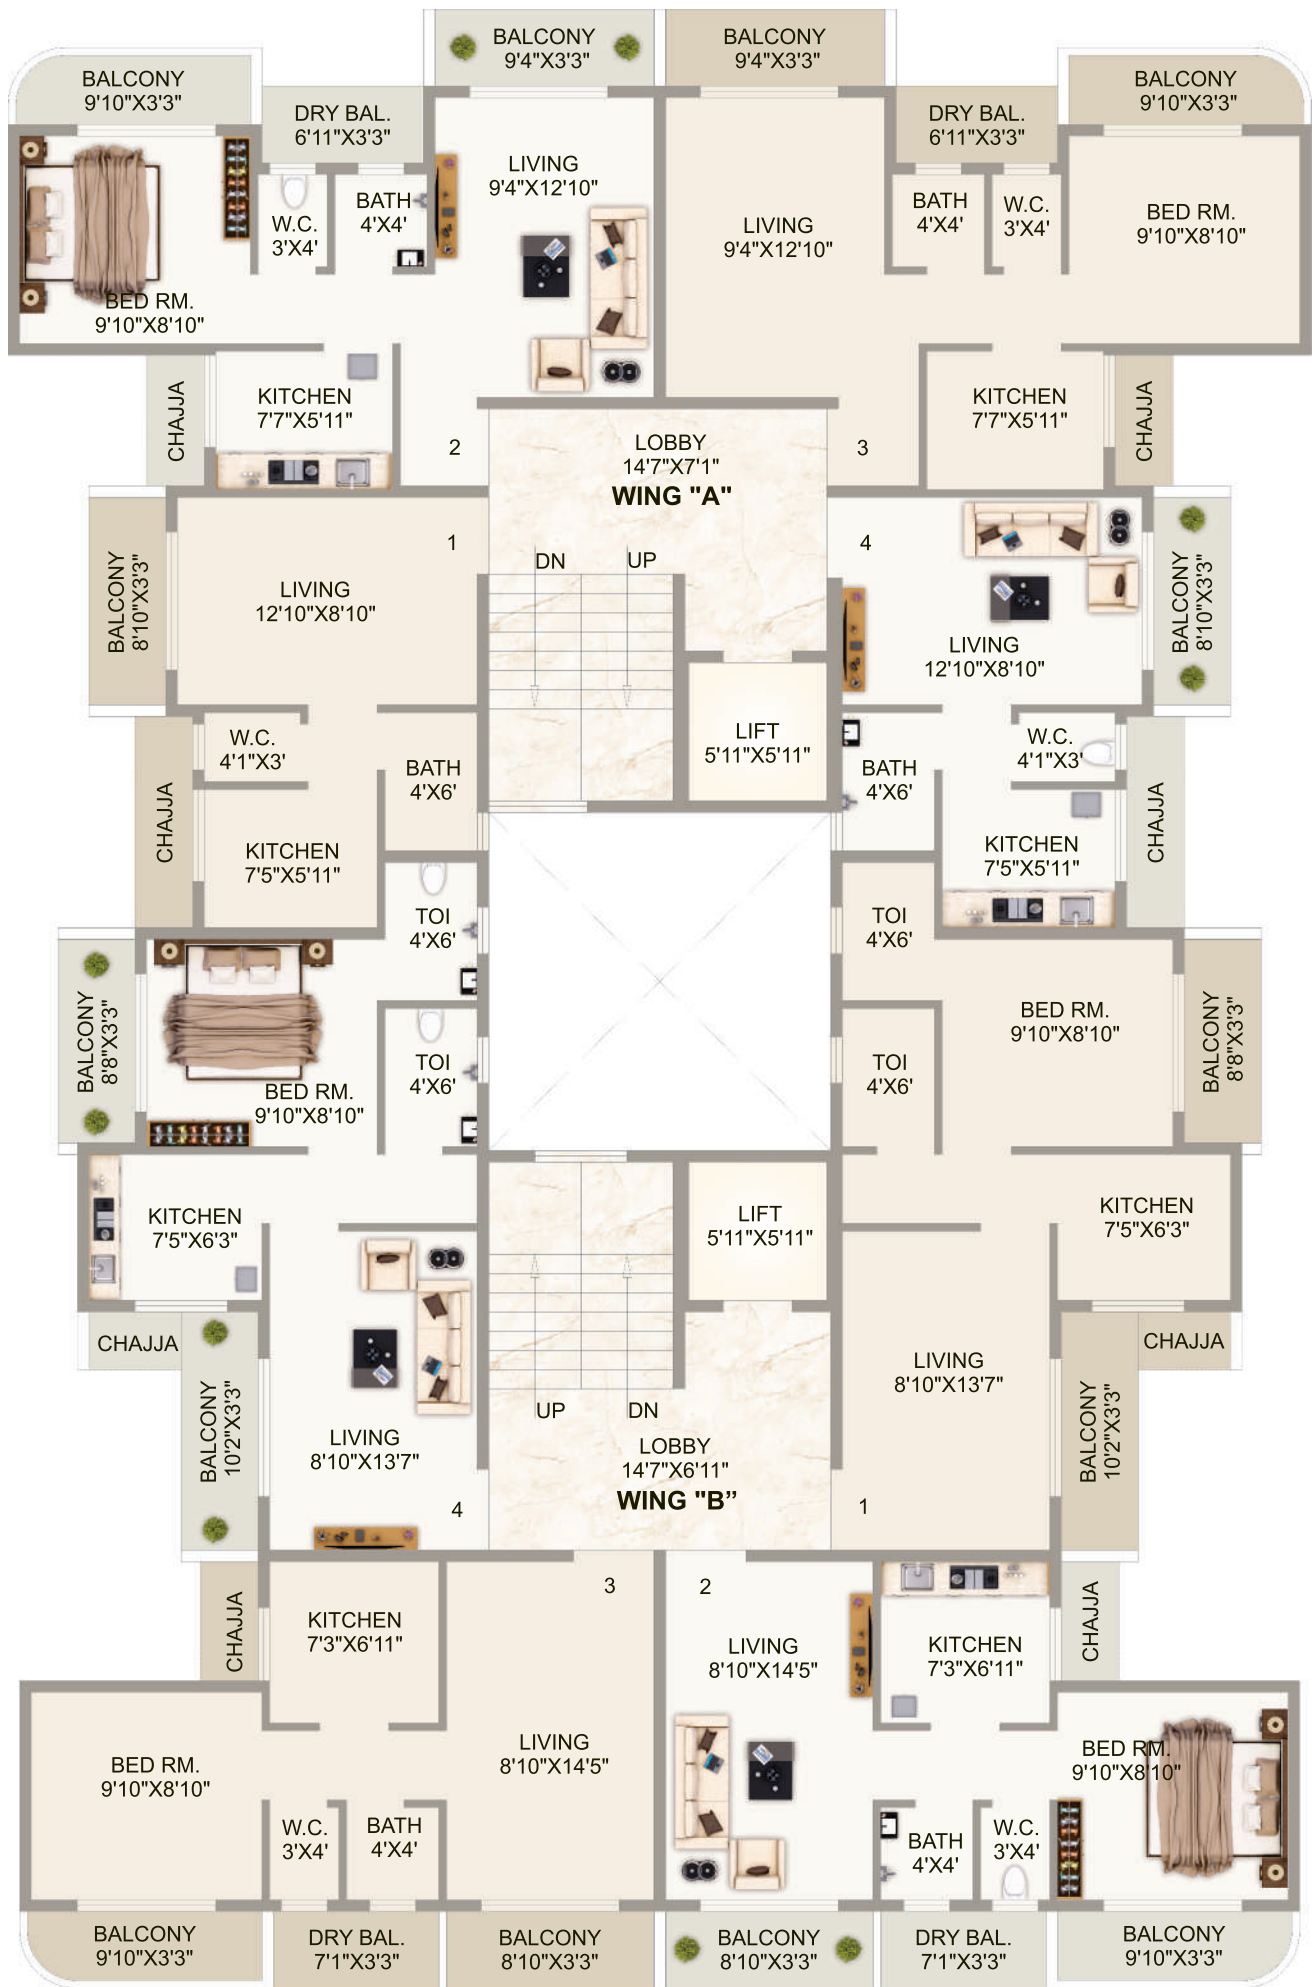 BALCONY
9'4"X3'3"
BALCONY
9'4"X3'3"
BALCONY
9'10"X3'3"
DRY BAL.
6'11"X3'3"
DRY BAL.
6'11"X3'3"
BALCONY
9'10"X3'3"
LIVING
9'4"X12'10"
W.C.
3'X4'
BATH
4'X4'
LIVING
9'4"X12'10"
BATH
4'X4'
W.C.
3'X4'
BED RM.
9'10"X8'10"
BED RM.
9'10"X8'10"
CHAJJA
KITCHEN
7'7"X5'11"
2
LOBBY
14'7"X7'1"
WING "A"
3
KITCHEN
7'7"X5'11"
CHAJJA
1
DN
UP
4
BALCONY
8'10"X3'3"
LIVING
12'10"X8'10"
LIVING
12'10"X8'10"
BALCONY
8'10"X3'3"
W.C.
4'1"X3'
BATH
4'X6'
LIFT
5'11"X5'11"
BATH
4'X6'
W.C.
4'1"X3'
CHAJJA
KITCHEN
7'5"X5'11"
KITCHEN
7'5"X5'11"
CHAJJA
TOI
4'X6'
TOI
4'X6'
BALCONY
8'8"X3'3"
BED RM.
9'10"X8'10"
TOI
4'X6'
TOI
4'X6'
BED RM.
9'10"X8'10"
BALCONY
8'8"X3'3"
KITCHEN
7'5"X6'3"
LIFT
5'11"X5'11"
KITCHEN
7'5"X6'3"
CHAJJA
CHAJJA
BALCONY
10'2"X3'3"
LIVING
8'10"X13'7"
UP
DN
LOBBY
14'7"X6'11"
WING "B”
LIVING
8'10"X13'7"
BALCONY
10'2"X3'3"
4
1
3
2
CHAJJA
KITCHEN
7'3"X6'11"
LIVING
8'10"X14'5"
KITCHEN
7'3"X6'11"
CHAJJA
BED RM.
9'10"X8'10"
LIVING
8'10"X14'5"
BED RM.
9'10"X8'10"
W.C.
3'X4'
BATH
4'X4'
BATH
4'X4'
W.C.
3'X4'
BALCONY
9'10"X3'3"
DRY BAL.
7'1"X3'3"
BALCONY
8'10"X3'3"
BALCONY
8'10"X3'3"
DRY BAL.
7'1"X3'3"
BALCONY
9'10"X3'3"